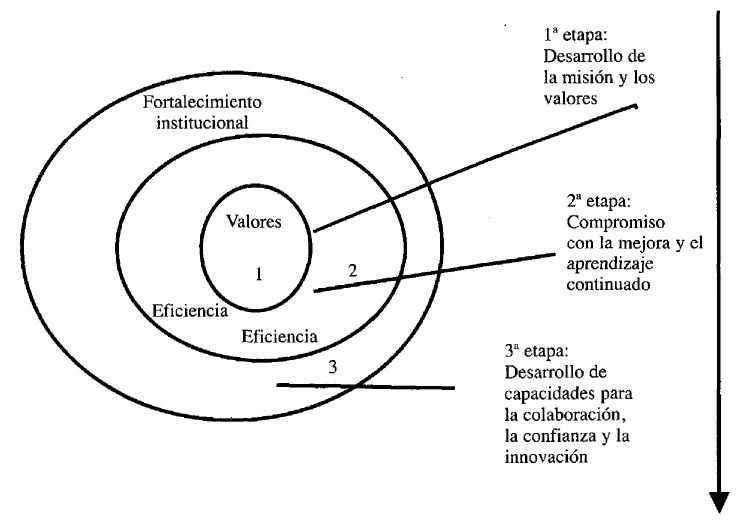 1ª etapa:
Desarrollo de
la misión y los
valores
Fortalecimiento
institucional
Valores
1
2
2ª etapa:
Compromiso
con la mejora y el
aprendizaje
continuado
Eficiencia
Eficiencia
3
3ª etapa:
Desarrollo de
capacidades para
la colaboración,
la confianza y la
innovación